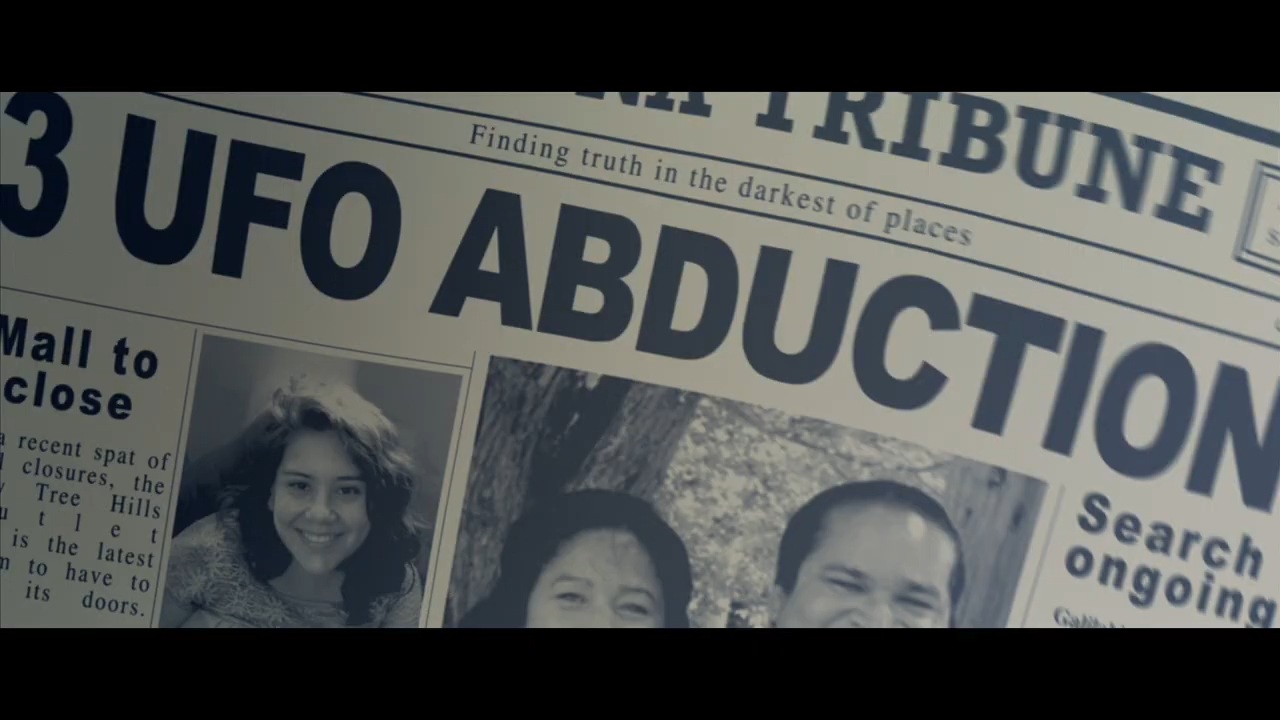 TRIBUNE
Finding truth in the darkest of places
3 UFO ABDUCTION
Mall to
close
a recent spat of
closures, the
Tree Hills
u t l e t
is the latest
to have to
its doors.
Search
ongoing